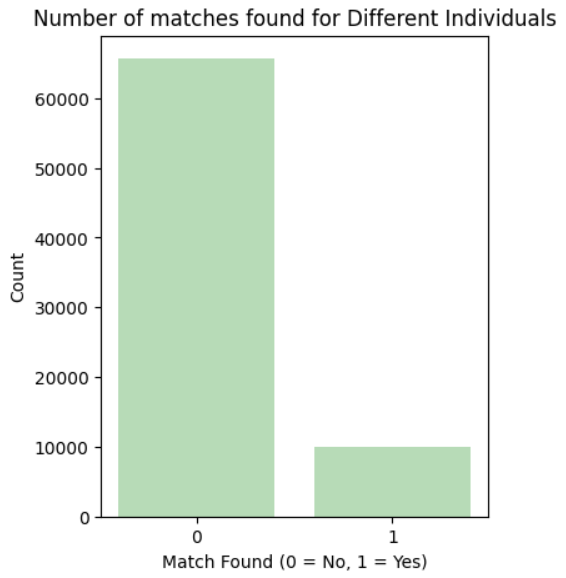 Number of matches found for Different Individuals
60000
50000
40000
30000
20000
10000
0
Count
0 1
Match Found (0 = No, 1 = Yes)